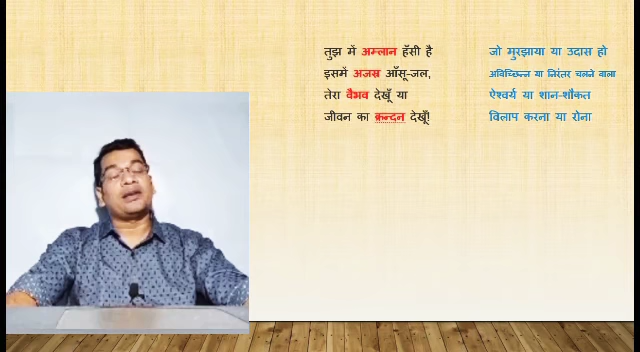 तुझ में अम्लान हँसी है
इसमें अजस्र आँसू-जल,
तेरा वैभव देखूँ या
जीवन का क्रन्दन देखूँ!
जो मुरझाया या उदास हो
अविच्छिन्न या निरंतर चलने वाला
ऐश्वर्य या शान-शौकत
विलाप करना या रोना